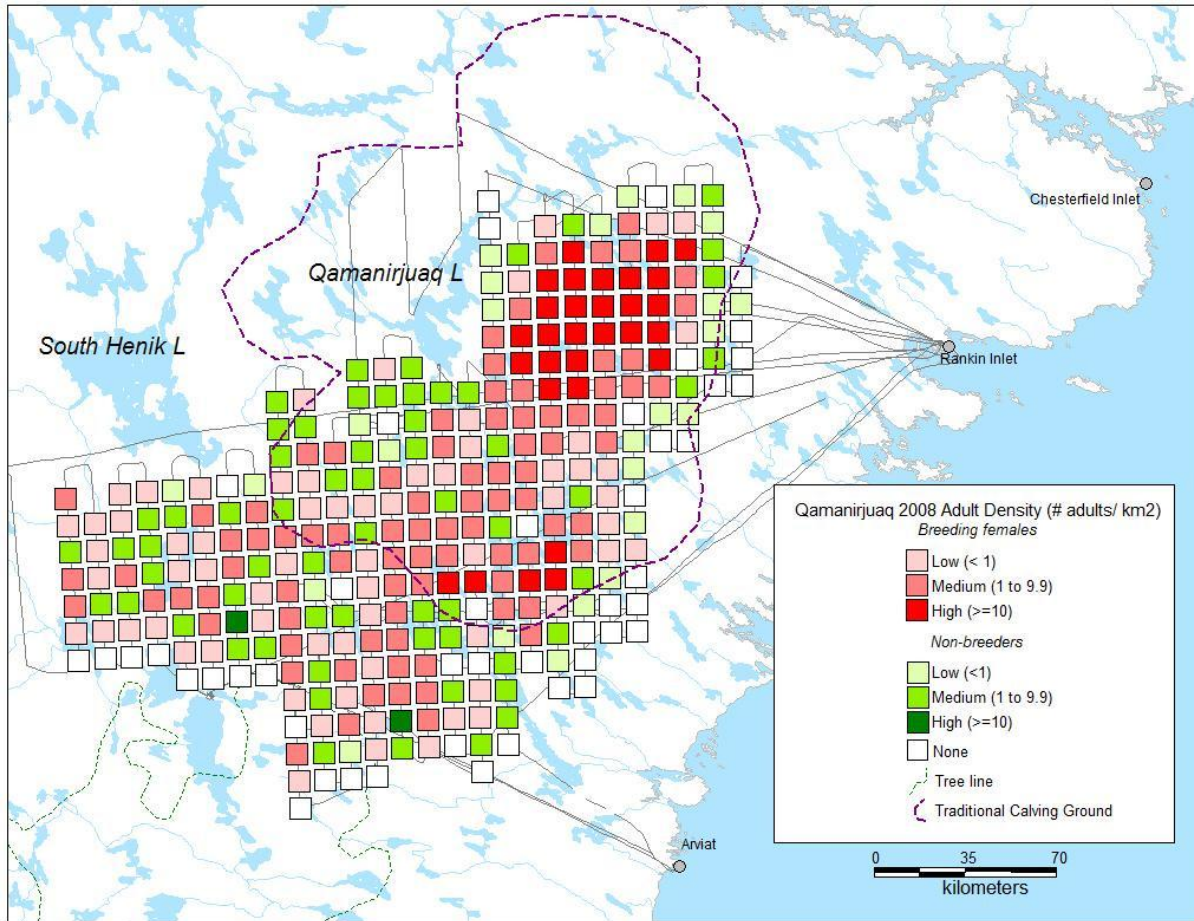 Chesterfield Inlet
Qamanirjuaq L
South Henik L
Rankin Inlet
Qamanirjuaq 2008 Adult Density (# adults/ km2)
Breeding females
Low (< 1)
Medium (1 to 9.9)
High (>=10)
Non-breeders
Low (<1)
Medium (1 to 9.9)
High (>=10)
None
Tree line
Traditional Calving Ground
Arviat
0 35 70
kilometers